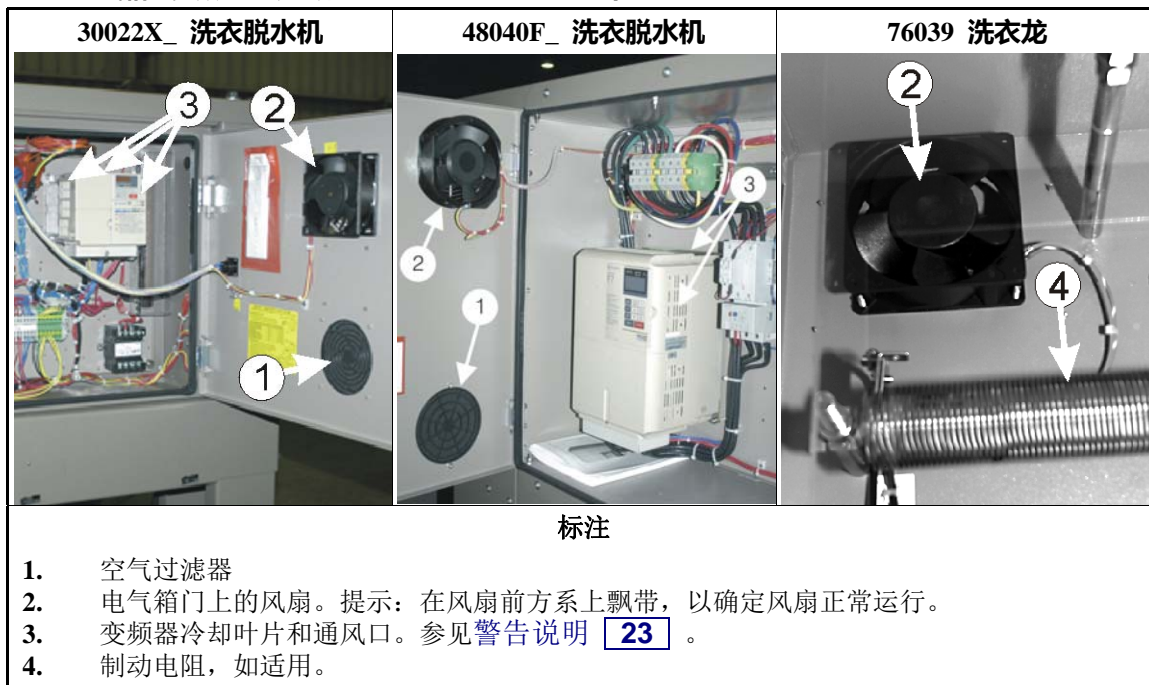 30022X_ 洗衣脱水机
48040F_ 洗衣脱水机
76039 洗衣龙
3
2
1
2
3
1
2
4
标注
1. 空气过滤器
2. 电气箱门上的风扇。提示：在风扇前方系上飘带，以确定风扇正常运行。
3. 变频器冷却叶片和通风口。参见警告说明 23 。
4. 制动电阻，如适用。